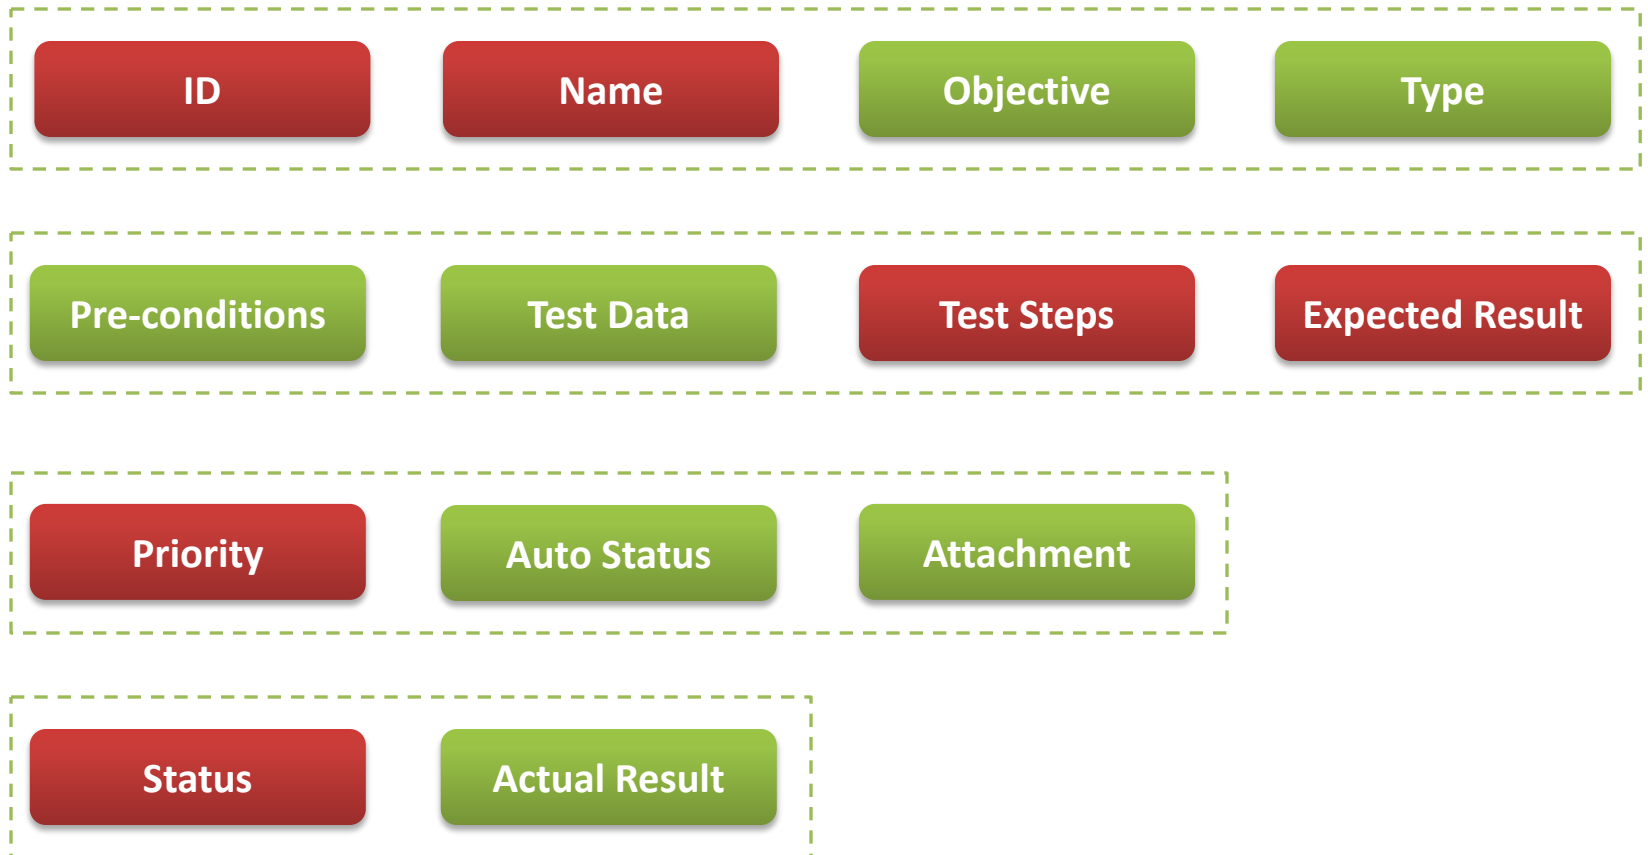 ID
Name
Objective
Type
Pre-conditions
Test Data
Test Steps
Expected Result
Priority
Auto Status
Attachment
Status
Actual Result